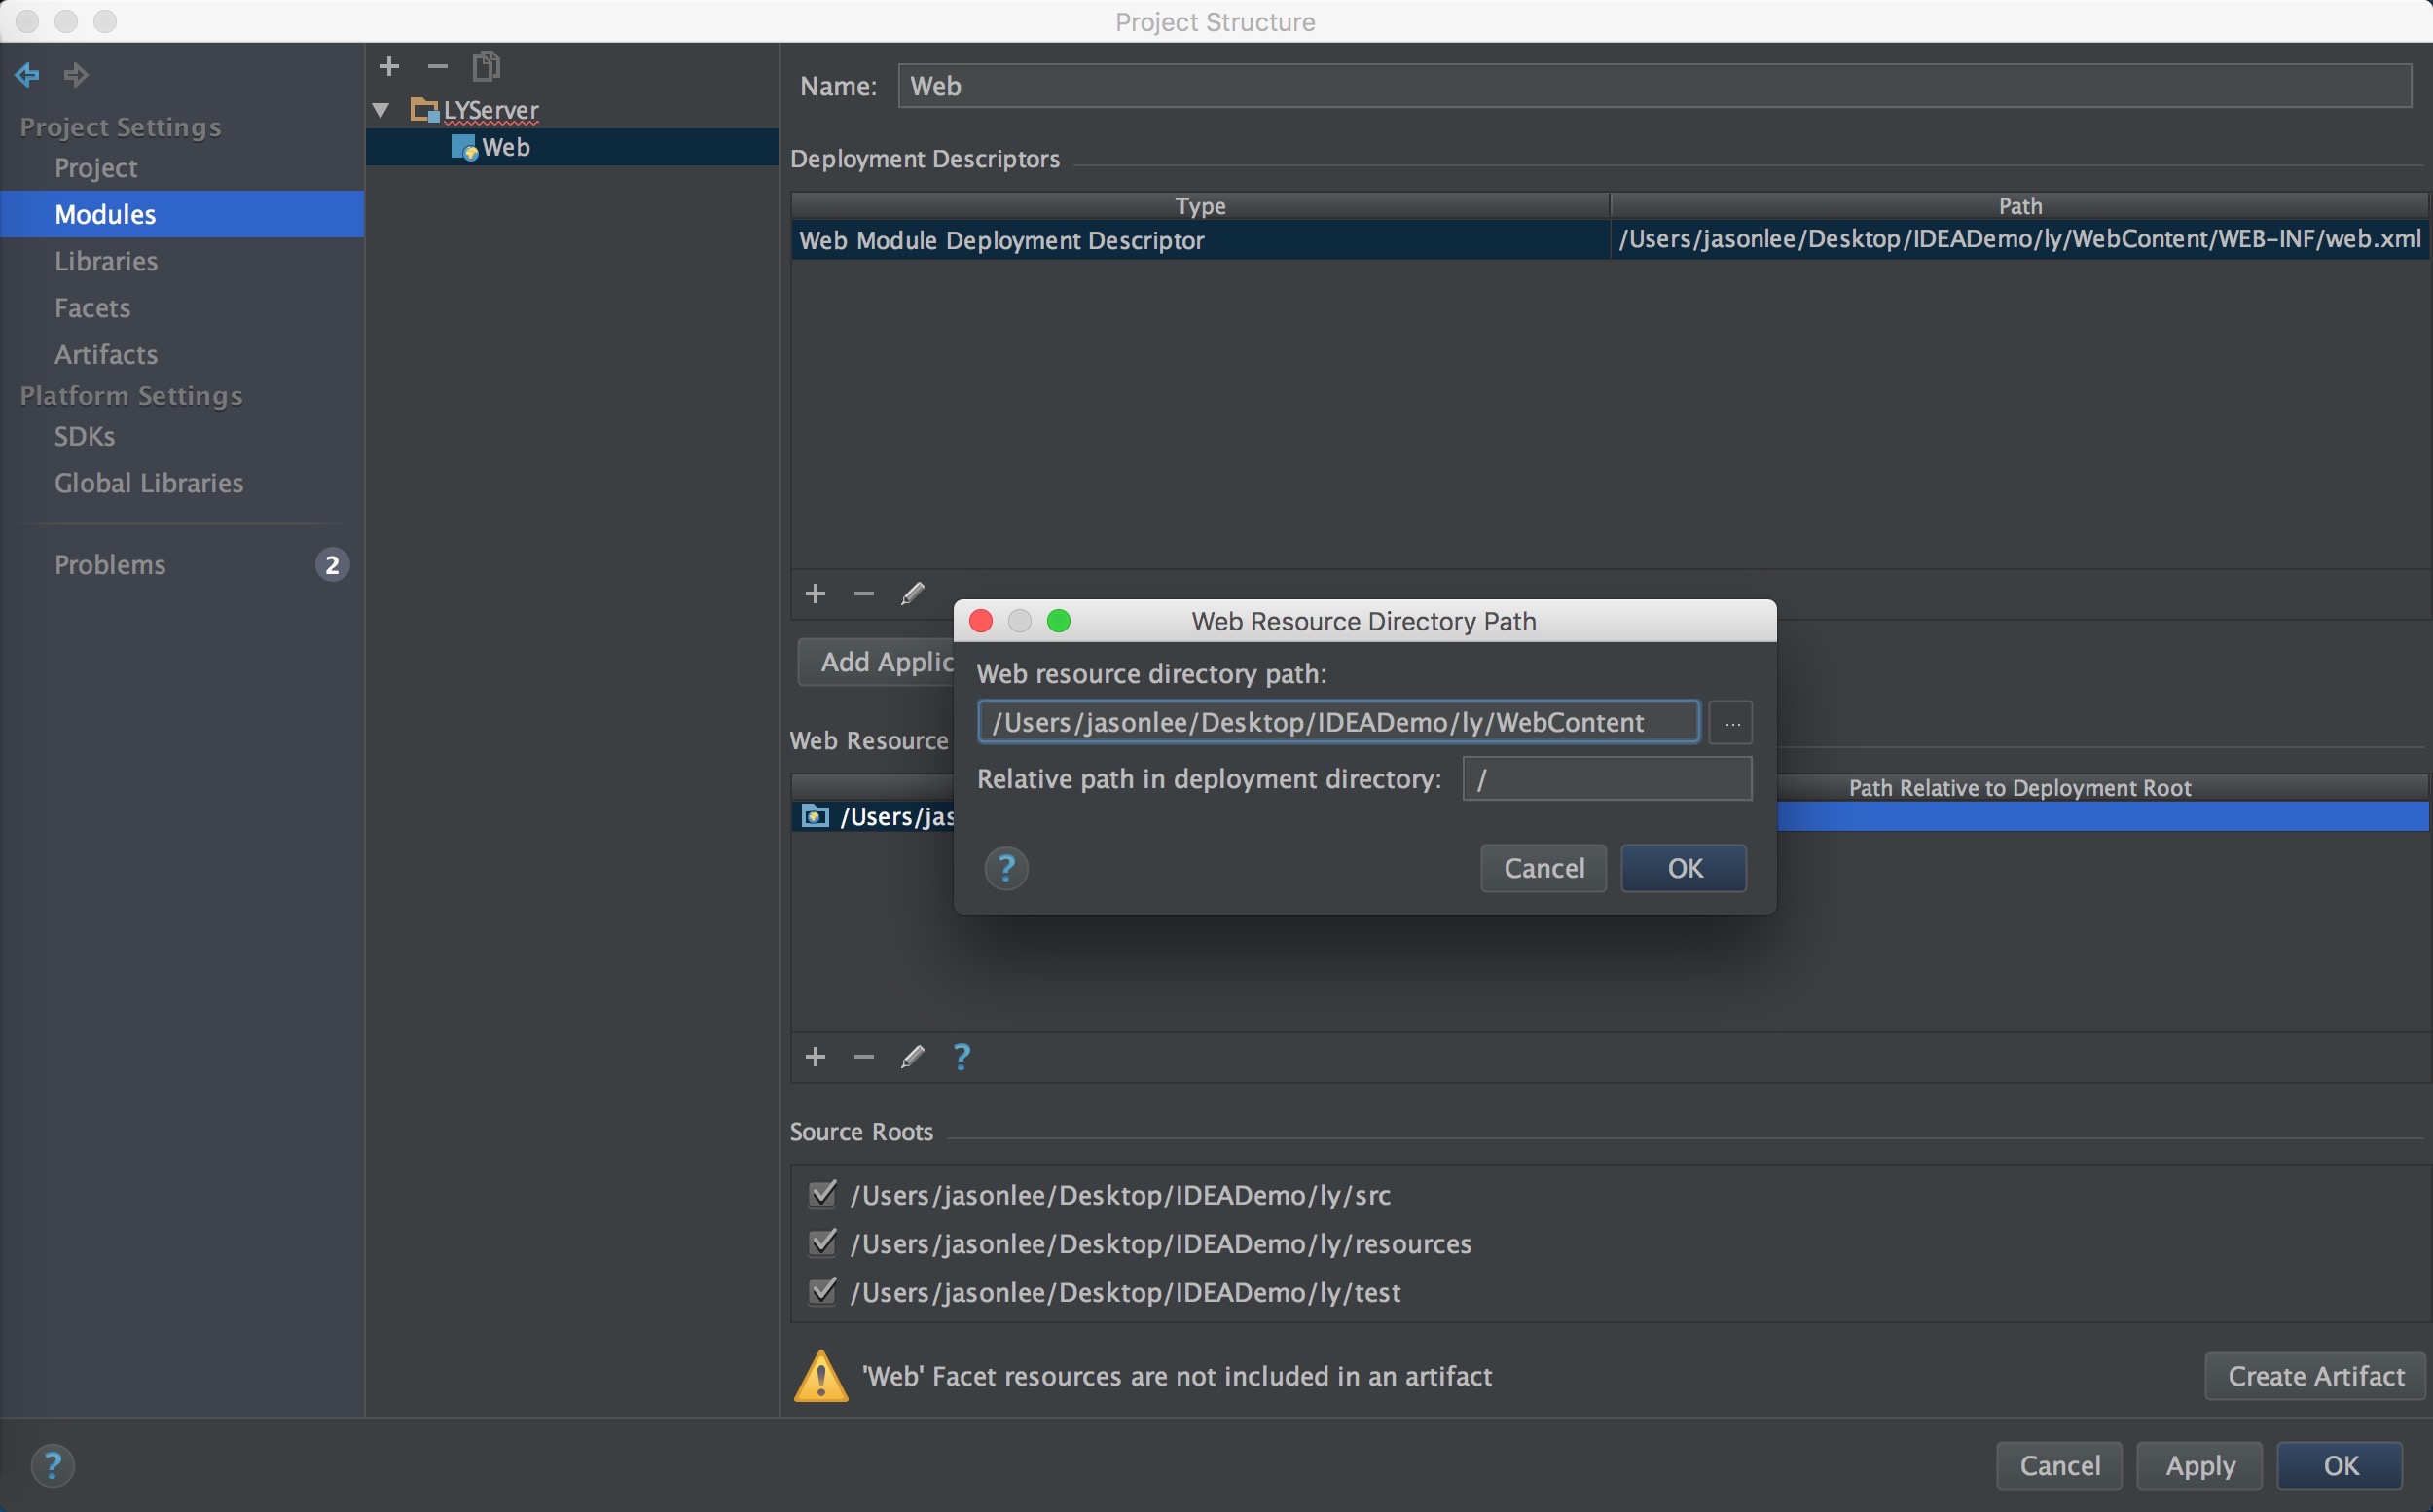 Project Structure
Project Settings
Project
Modules
Libraries
Facets
Artifacts
Platform Settings
SDKs
Global Libraries
Problems 2
LYServer
Web
Name: Web
Deployment Descriptors
Type Path
Web Module Deployment Descriptor /Users/jasonlee/Desktop/IDEADemo/ly/WebContent/WEB-INF/web.xml
Add Applic
Web Resource Directory Path
Web resource directory path:
/Users/jasonlee/Desktop/IDEADemo/ly/WebContent ...
Relative path in deployment directory: /
? Cancel OK
Web Resource
Path Relative to Deployment Root
/Users/jas
?
Source Roots
/Users/jasonlee/Desktop/IDEADemo/ly/src
/Users/jasonlee/Desktop/IDEADemo/ly/resources
/Users/jasonlee/Desktop/IDEADemo/ly/test
'Web' Facet resources are not included in an artifact Create Artifact
? Cancel Apply OK